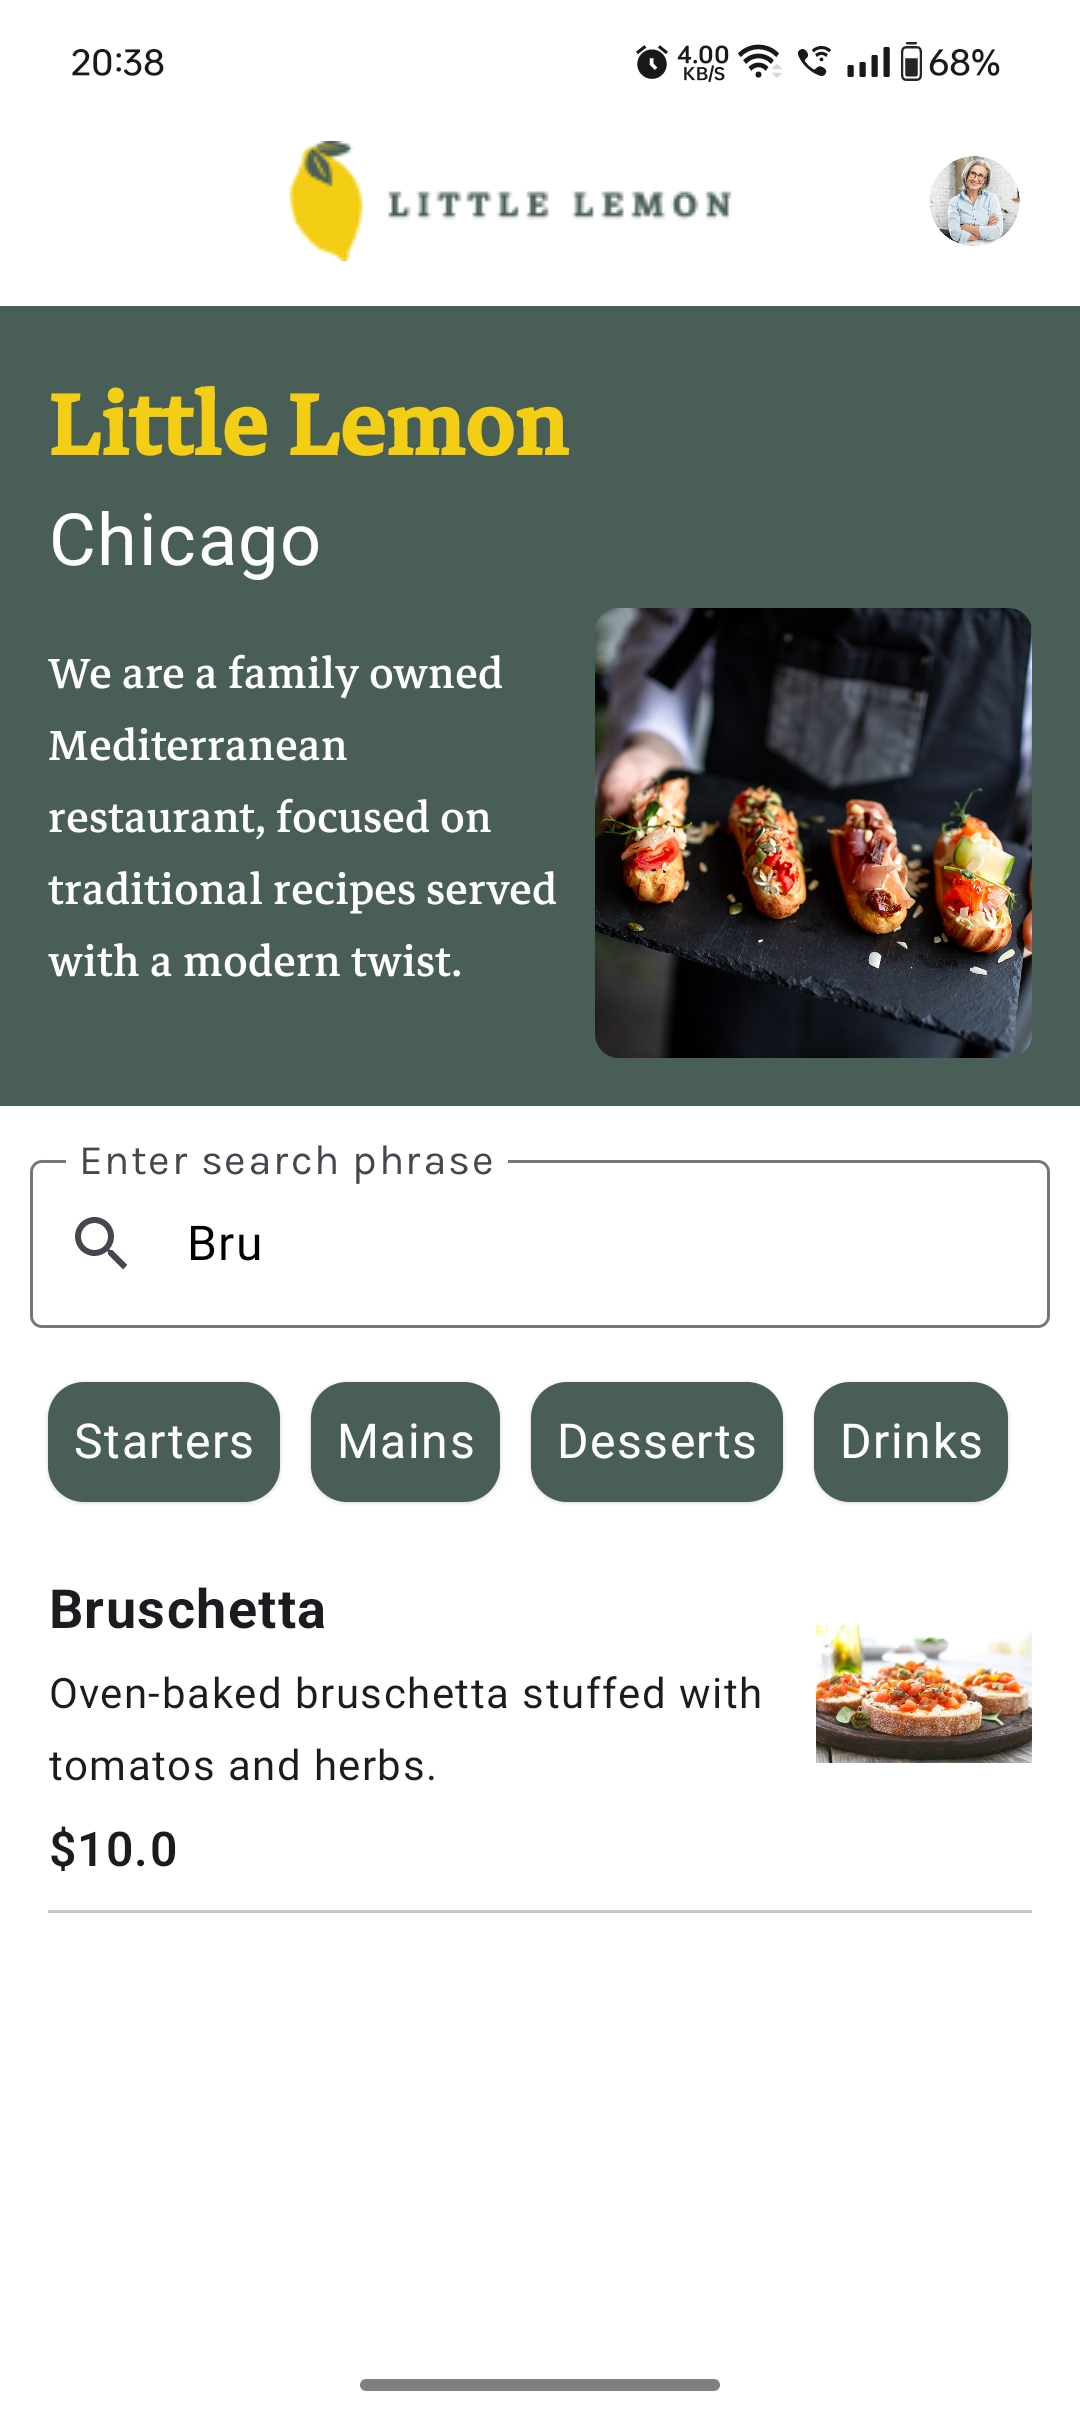 20:38
4.00
KB/S
68%
LITTLE LEMON
Little Lemon
Chicago
We are a family owned
Mediterranean
restaurant, focused on
traditional recipes served
with a modern twist.
Enter search phrase
Bru
Starters Mains Desserts Drinks
Bruschetta
Oven-baked bruschetta stuffed with
tomatos and herbs.
$10.0